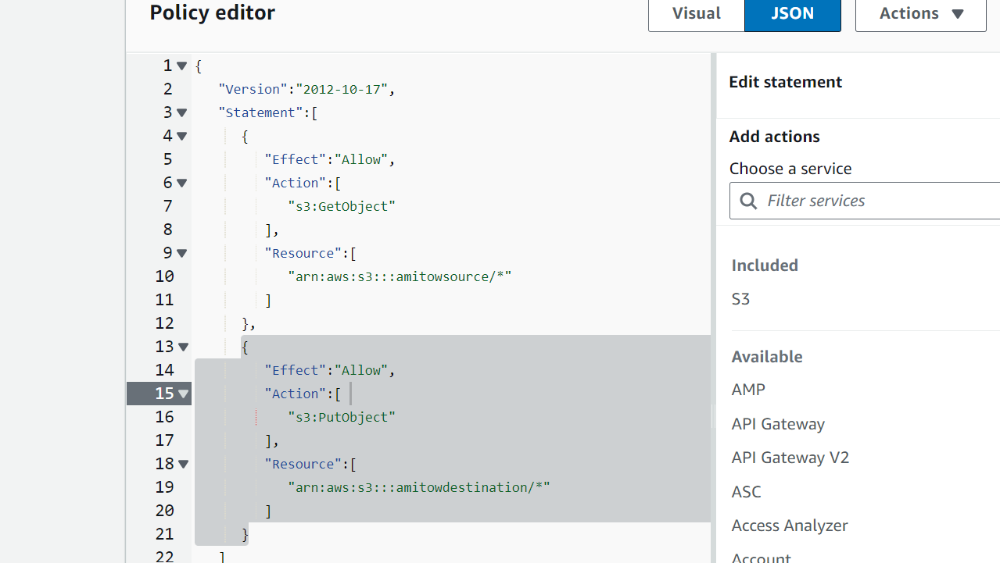 Policy editor
Visual
JSON
Actions
1 {
2 "Version":"2012-10-17",
3 "Statement":[
4 {
5 "Effect":"Allow",
6 "Action":[
7 "s3:GetObject"
8 ],
9 "Resource":[
10 "arn:aws:s3:::amitowsource/*"
11 ]
12 },
13 {
14 "Effect":"Allow",
15 "Action":[
16 "s3:PutObject"
17 ],
18 "Resource":[
19 "arn:aws:s3:::amitowdestination/*"
20 ]
21 }
22 ]
Edit statement
Add actions
Choose a service
Filter services
Included
S3
Available
AMP
API Gateway
API Gateway V2
ASC
Access Analyzer
Account